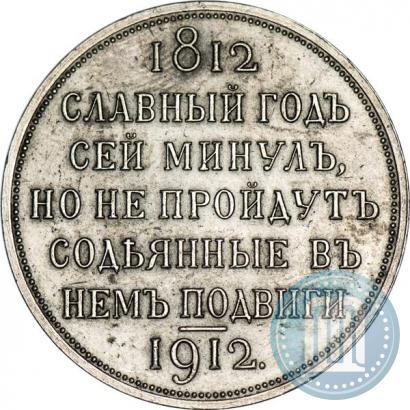 1812
СЛАВНЫЙ ГОДЪ
СЕЙ МИНУЛЪ,
НО НЕ ПРОЙДУТЪ
СОДѢЯННЫЕ ВЪ
НЕМЪ ПОДВИГИ
1912.